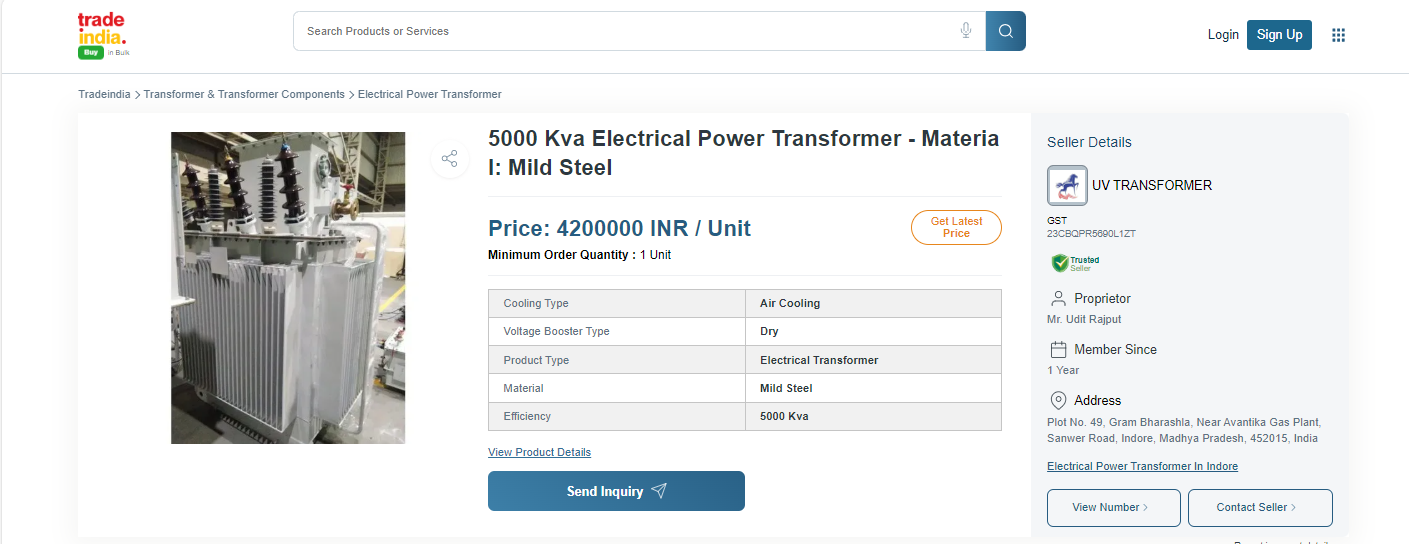 trade
india.
Buy in Bulk
Search Products or Services
Login
Sign Up
Tradeindia > Transformer & Transformer Components > Electrical Power Transformer
5000 Kva Electrical Power Transformer - Materia
l: Mild Steel
Price: 4200000 INR / Unit
Get Latest
Price
Minimum Order Quantity : 1 Unit
Cooling Type Air Cooling
Voltage Booster Type Dry
Product Type Electrical Transformer
Material Mild Steel
Efficiency 5000 Kva
View Product Details
Send Inquiry
Seller Details
UV TRANSFORMER
GST
23CBQPR5690L1ZT
Trusted
Seller
Proprietor
Mr. Udit Rajput
Member Since
1 Year
Address
Plot No. 49, Gram Bharashla, Near Avantika Gas Plant,
Sanwer Road, Indore, Madhya Pradesh, 452015, India
Electrical Power Transformer In Indore
View Number >
Contact Seller >